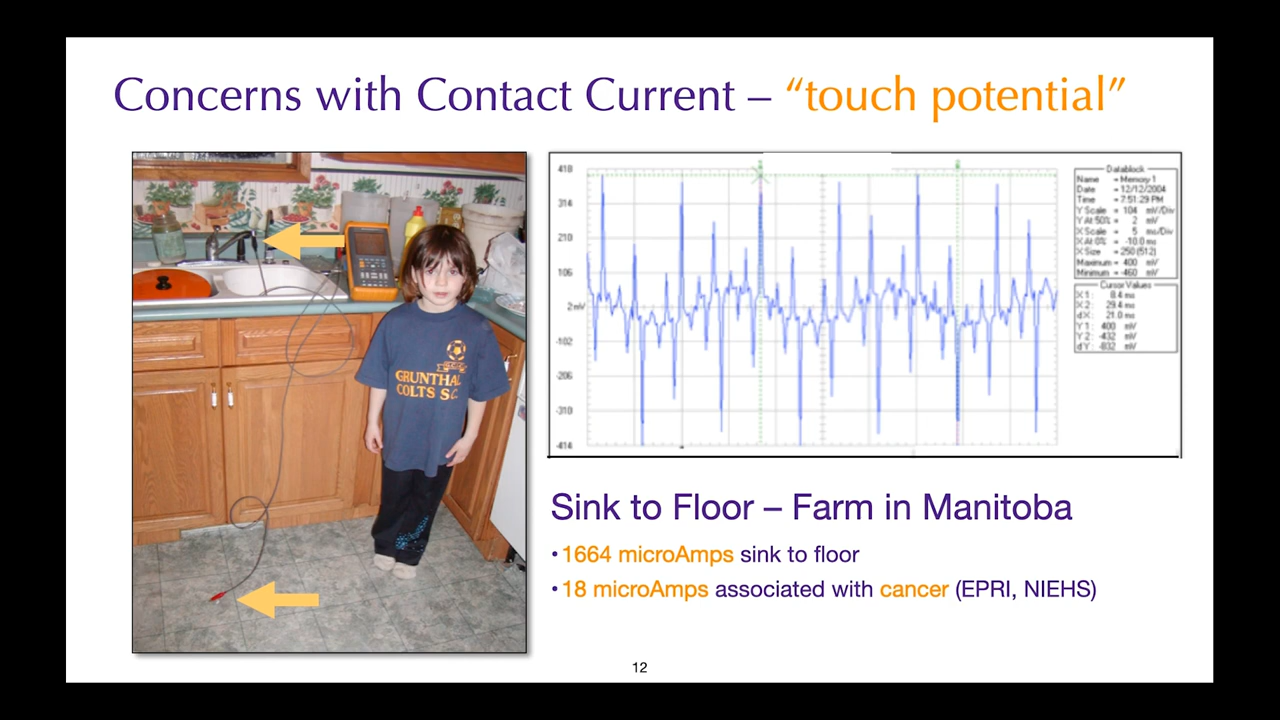 Concerns with Contact Current – “touch potential”
GRUNTHAL
COLTS S.C.
418
314
210
106
2 mV
-102
-206
-310
-414
Datablock
Name = Memory 1
Date = 12/12/2004
Time = 7:51:29 PM
Y Scale = 104 mV/Div
Y At 50% = 2 mV
X Scale = 5 ms/Div
X At 0% = -10.0 ms
X Size = 250 (512)
Maximum = 400 mV
Minimum = -460 mV
Cursor Values
X1: 8.4 ms
X2: 29.4 ms
dX: 21.0 ms
Y1: 400 mV
Y2: -432 mV
dY: -832 mV
Sink to Floor – Farm in Manitoba
• 1664 microAmps sink to floor
• 18 microAmps associated with cancer (EPRI, NIEHS)
12